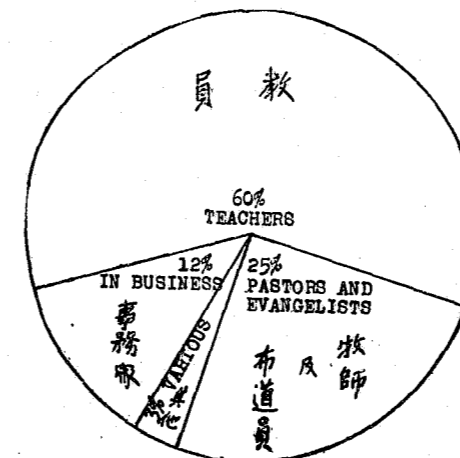 教員
60%
TEACHERS
12%
IN BUSINESS
事務
VARIOUS
其他
25%
PASTORS AND
EVANGELISTS
牧師
及
布道員